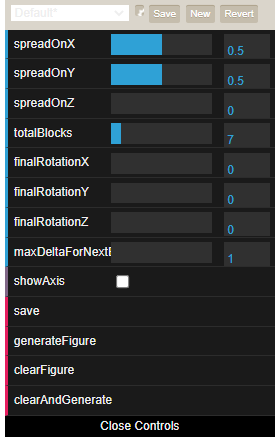 Default* Save New Revert
spreadOnX 0.5
spreadOnY 0.5
spreadOnZ 0
totalBlocks 7
finalRotationX 0
finalRotationY 0
finalRotationZ 0
maxDeltaForNextB 1
showAxis
save
generateFigure
clearFigure
clearAndGenerate
Close Controls